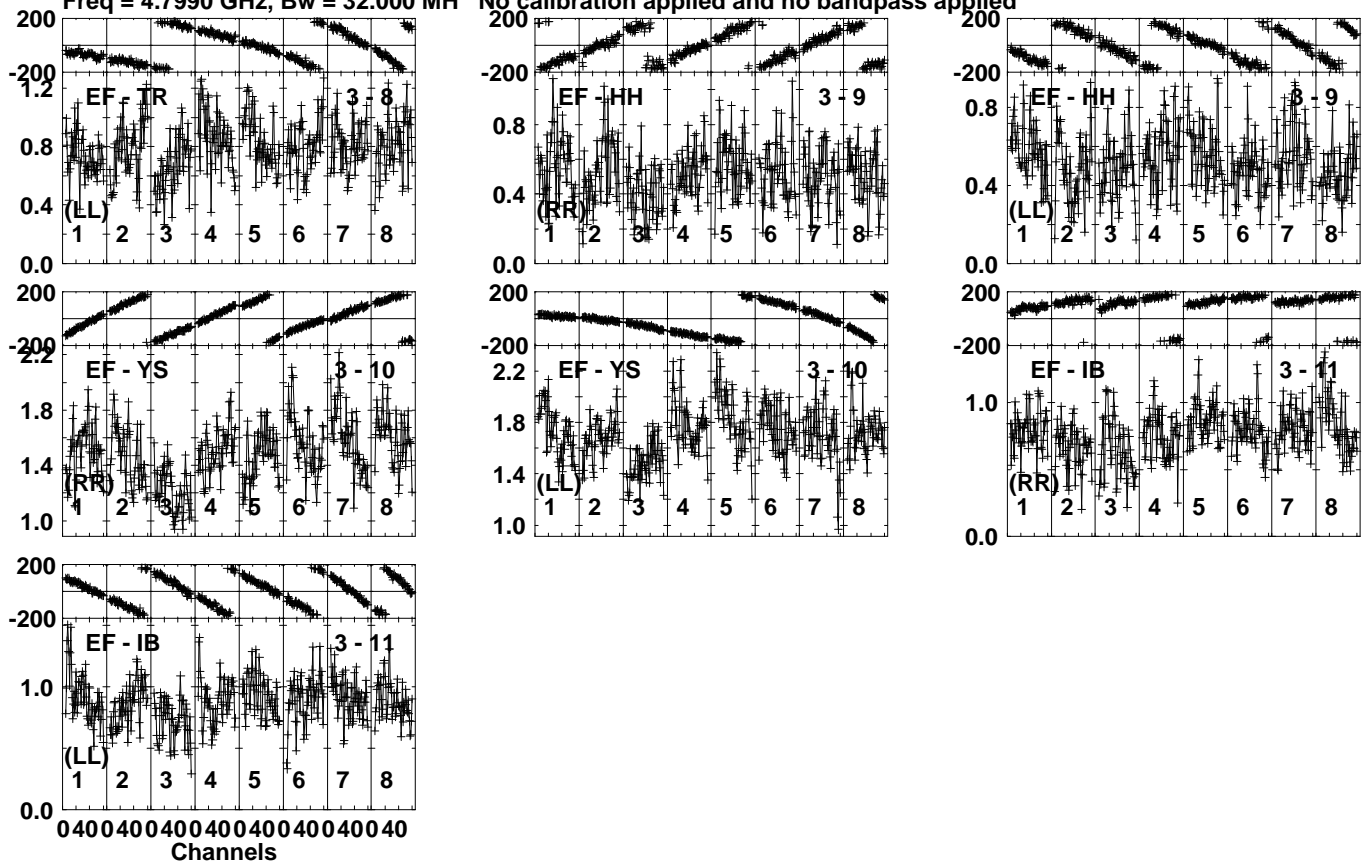 Freq = 4.7990 GHz, Bw = 32.000 MH No calibration applied and no bandpass applied
200
-200
1.2
0.8
0.4
0.0
EF - TR
3 - 8
(LL)
1 2 3 4 5 6 7 8
200
-200
0.8
0.4
0.0
EF - HH
3 - 9
(RR)
1 2 3 4 5 6 7 8
200
-200
0.8
0.4
0.0
EF - HH
3 - 9
(LL)
1 2 3 4 5 6 7 8
200
-200
2.2
1.8
1.4
1.0
EF - YS
3 - 10
(RR)
1 2 3 4 5 6 7 8
200
-200
2.2
1.8
1.4
1.0
EF - YS
3 - 10
(LL)
1 2 3 4 5 6 7 8
200
-200
1.0
0.0
EF - IB
3 - 11
(RR)
1 2 3 4 5 6 7 8
200
-200
1.0
0.0
EF - IB
3 - 11
(LL)
1 2 3 4 5 6 7 8
0 40 0 40 0 40 0 40 0 40 0 40 0 40 0 40
Channels